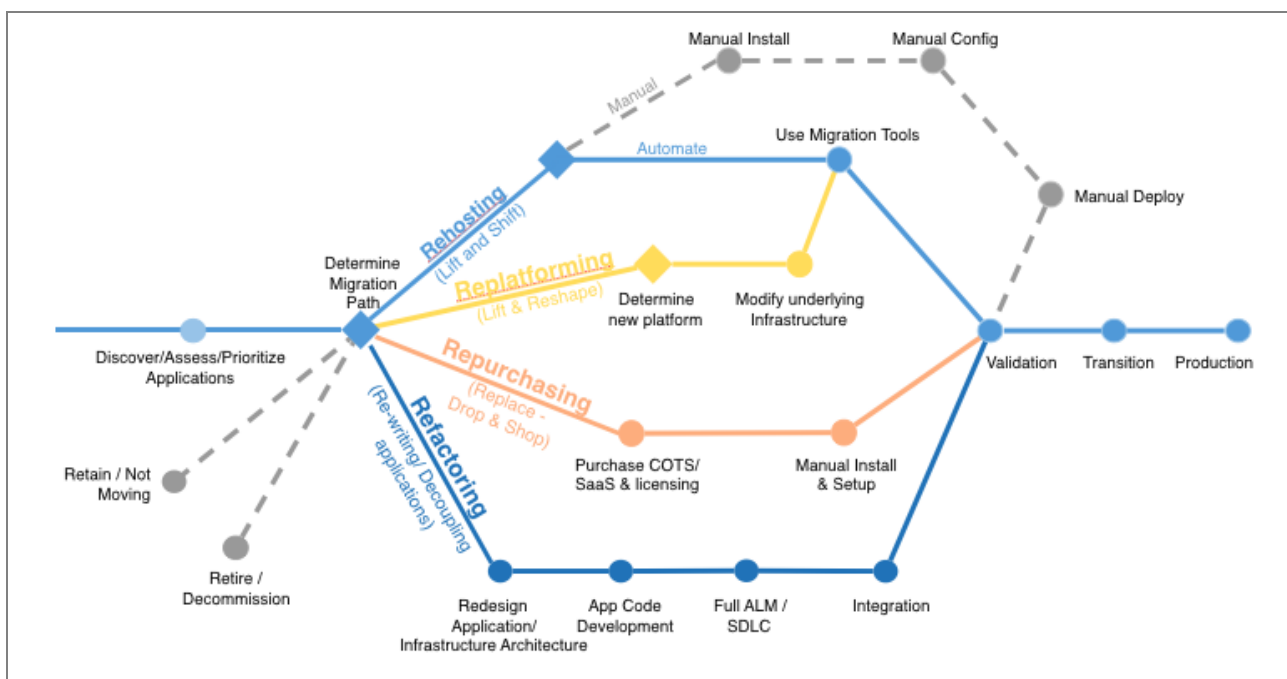 Manual Install
Manual Config
Manual
Automate
Use Migration Tools
Manual Deploy
Rehosting
(Lift and Shift)
Determine
Migration
Path
Replatforming
(Lift & Reshape)
Determine
new platform
Modify underlying
Infrastructure
Discover/Assess/Prioritize
Applications
Repurchasing
(Replace -
Drop & Shop)
Validation
Transition
Production
Refactoring
(Re-writing/ Decoupling
applications)
Retain / Not
Moving
Purchase COTS/
SaaS & licensing
Manual Install
& Setup
Retire /
Decommission
Redesign
Application/
Infrastructure Architecture
App Code
Development
Full ALM /
SDLC
Integration